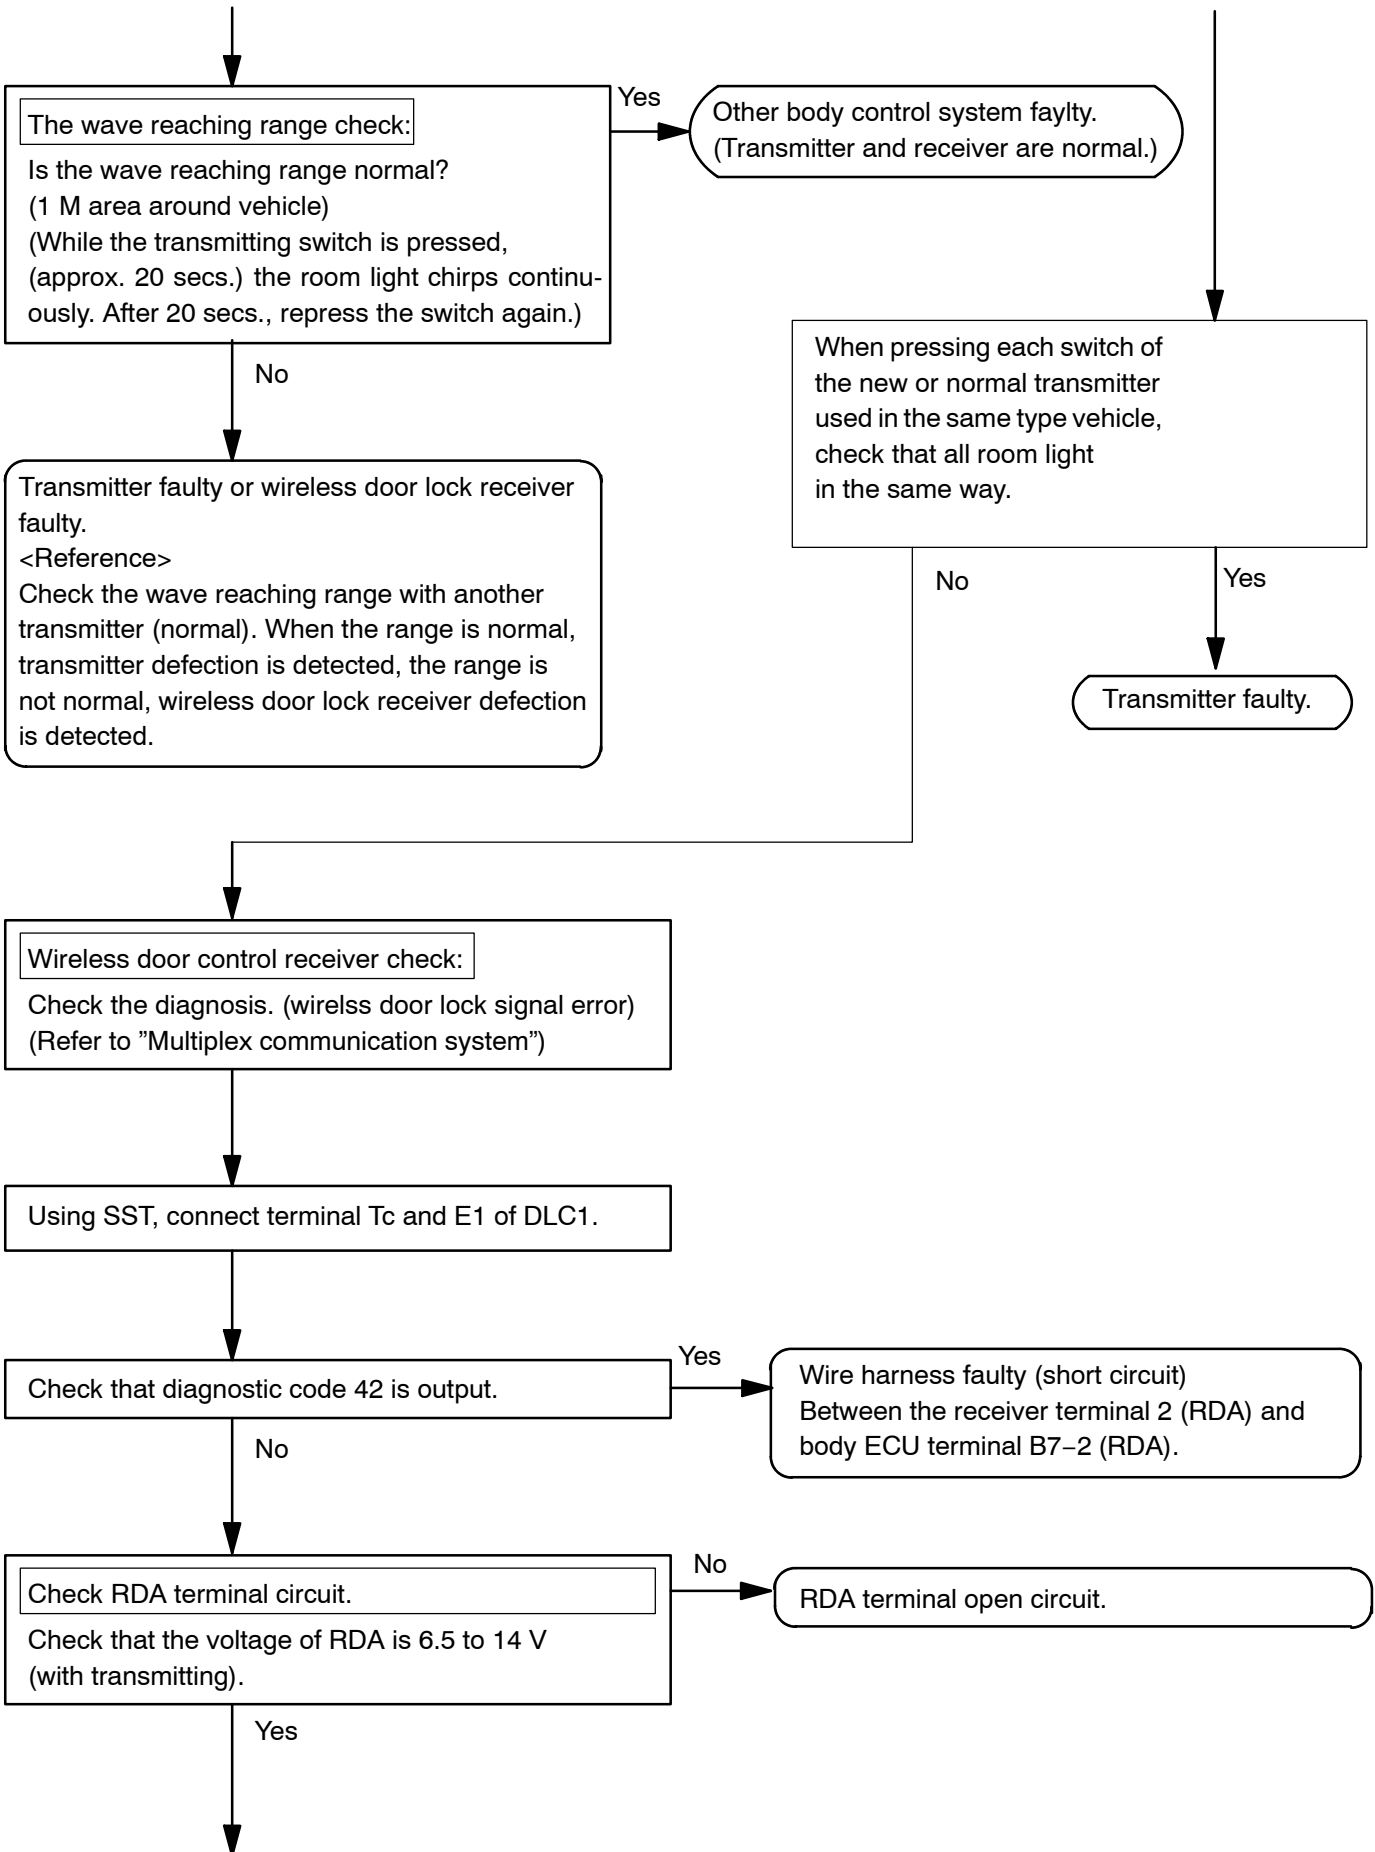 The wave reaching range check:
Is the wave reaching range normal?
(1 M area around vehicle)
(While the transmitting switch is pressed,
(approx. 20 secs.) the room light chirps continu-
ously. After 20 secs., repress the switch again.)
Yes
Other body control system faylty.
(Transmitter and receiver are normal.)
No
Transmitter faulty or wireless door lock receiver
faulty.
<Reference>
Check the wave reaching range with another
transmitter (normal). When the range is normal,
transmitter defection is detected, the range is
not normal, wireless door lock receiver defection
is detected.
When pressing each switch of
the new or normal transmitter
used in the same type vehicle,
check that all room light
in the same way.
No
Yes
Transmitter faulty.
Wireless door control receiver check:
Check the diagnosis. (wirelss door lock signal error)
(Refer to ”Multiplex communication system”)
Using SST, connect terminal Tc and E1 of DLC1.
Check that diagnostic code 42 is output.
Yes
Wire harness faulty (short circuit)
Between the receiver terminal 2 (RDA) and
body ECU terminal B7−2 (RDA).
No
Check RDA terminal circuit.
Check that the voltage of RDA is 6.5 to 14 V
(with transmitting).
No
RDA terminal open circuit.
Yes